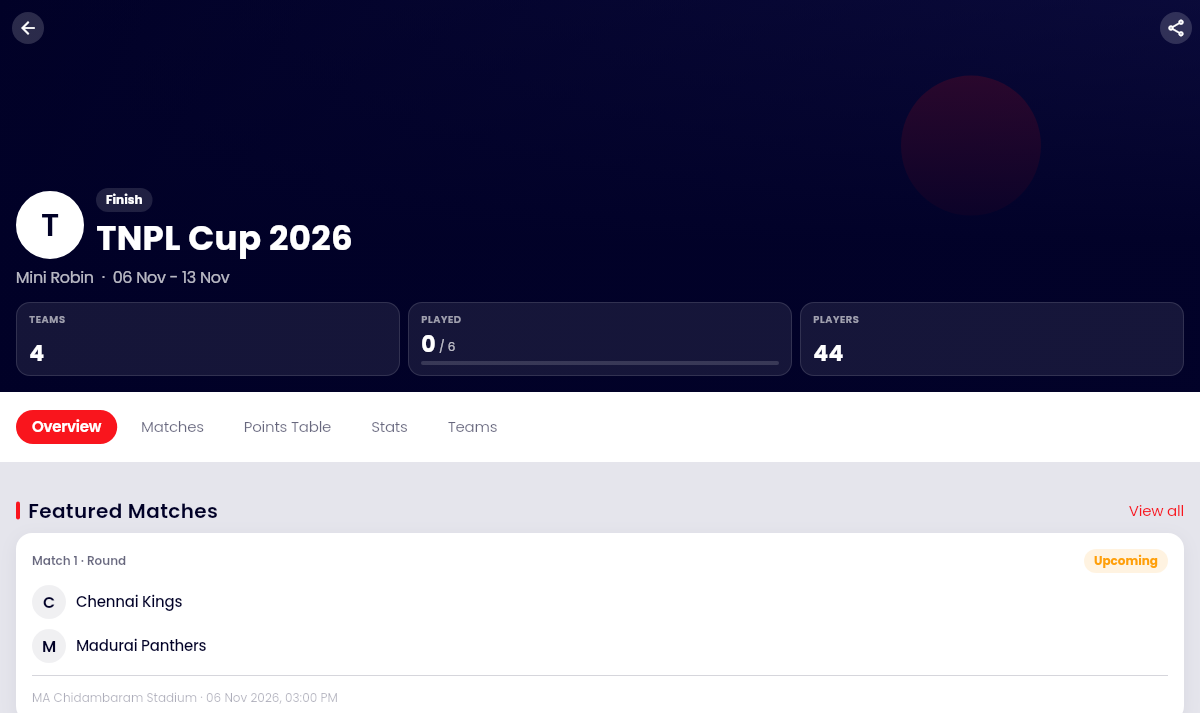 Finish
T
TNPL Cup 2026
Mini Robin · 06 Nov - 13 Nov
TEAMS
4
PLAYED
0 / 6
PLAYERS
44
Overview
Matches
Points Table
Stats
Teams
Featured Matches
View all
Match 1 · Round
Upcoming
C
Chennai Kings
M
Madurai Panthers
MA Chidambaram Stadium · 06 Nov 2026, 03:00 PM